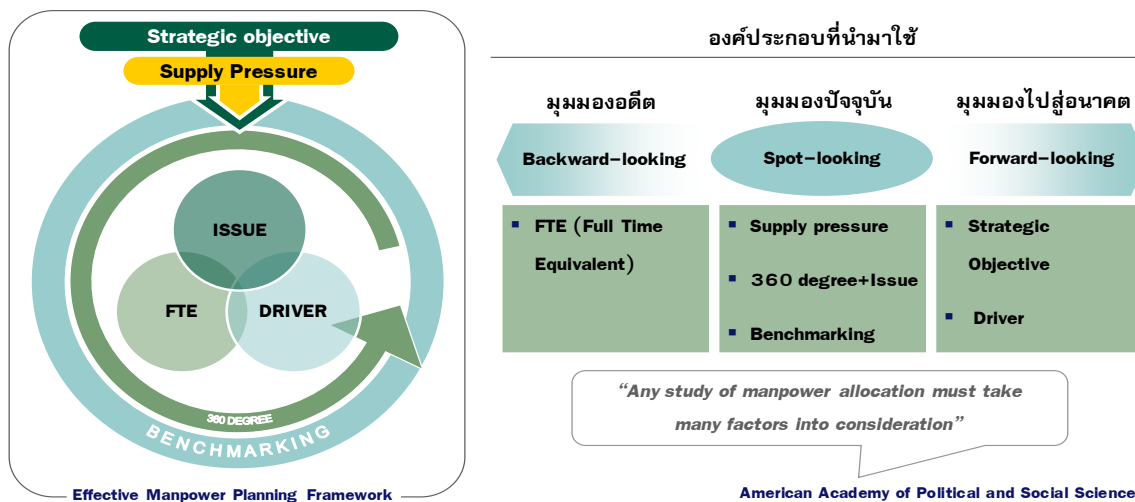 Strategic objective
Supply Pressure
ISSUE
FTE
DRIVER
360 DEGREE
BENCHMARKING
Effective Manpower Planning Framework
องค์ประกอบที่นำมาใช้
มุมมองอดีต
มุมมองปัจจุบัน
มุมมองไปสู่อนาคต
Backward-looking
Spot-looking
Forward-looking
▪ FTE (Full Time
Equivalent)
▪ Supply pressure
▪ 360 degree+Issue
▪ Benchmarking
▪ Strategic
Objective
▪ Driver
“Any study of manpower allocation must take
many factors into consideration”
American Academy of Political and Social Science